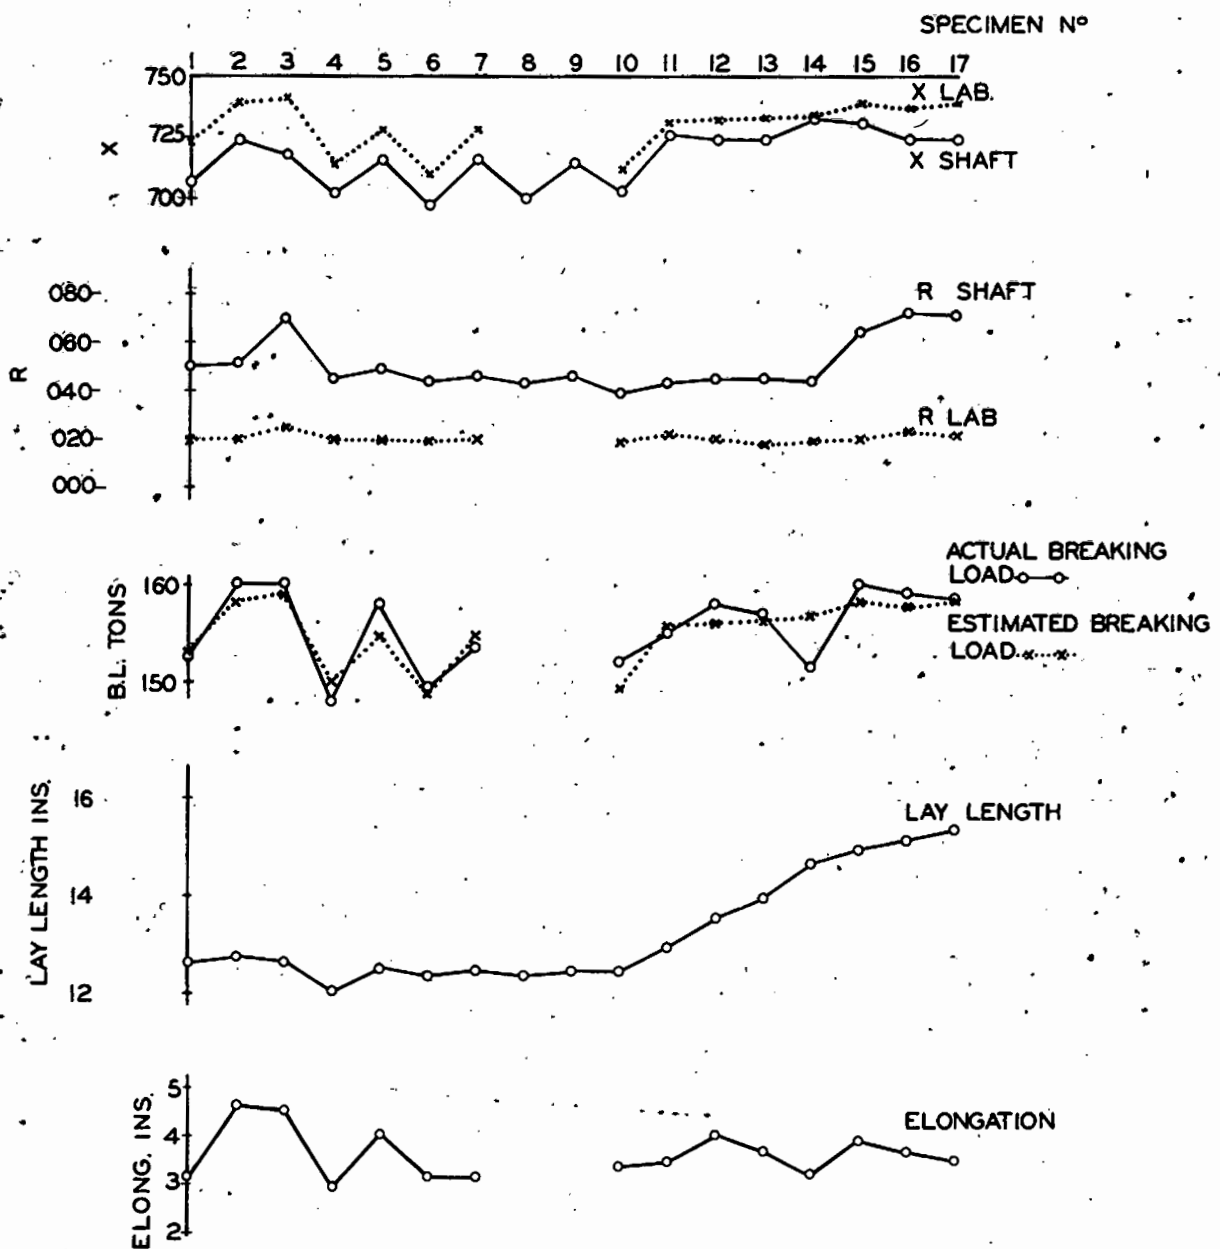 SPECIMEN Nº
1 2 3 4 5 6 7 8 9 10 11 12 13 14 15 16 17
750
X LAB.
725
X
X SHAFT
700
080
R SHAFT
060
R
040
R LAB
020
000
ACTUAL BREAKING
LOAD
160
ESTIMATED BREAKING
LOAD
B.L. TONS
150
LAY LENGTH INS.
16
LAY LENGTH
14
12
ELONG. INS.
5
ELONGATION
4
3
2